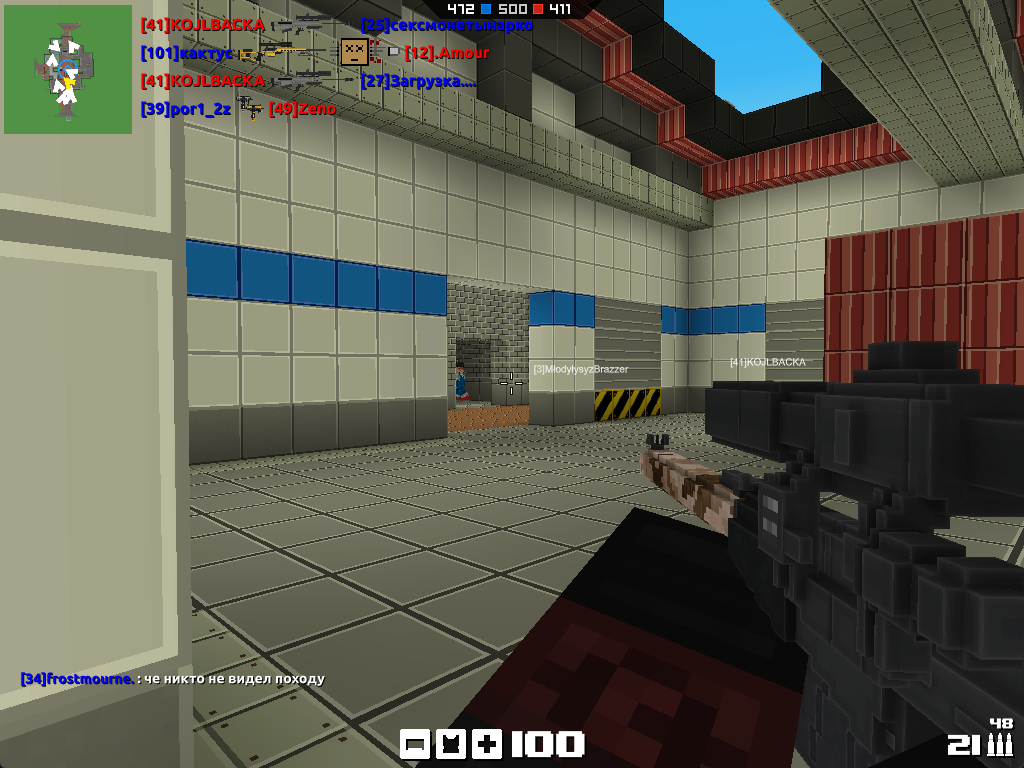 472 500 411
[41]KOJLBACKA [25]сексмонетынарко
[101]кактус [12].Amour
[41]KOJLBACKA [27]Загрузка....
[39]por1_2z [49]Zeno
[3]MłodyłysyzBrazzer
[41]KOJLBACKA
[34]frostmourne. : че никто не видел походу
100
48
21